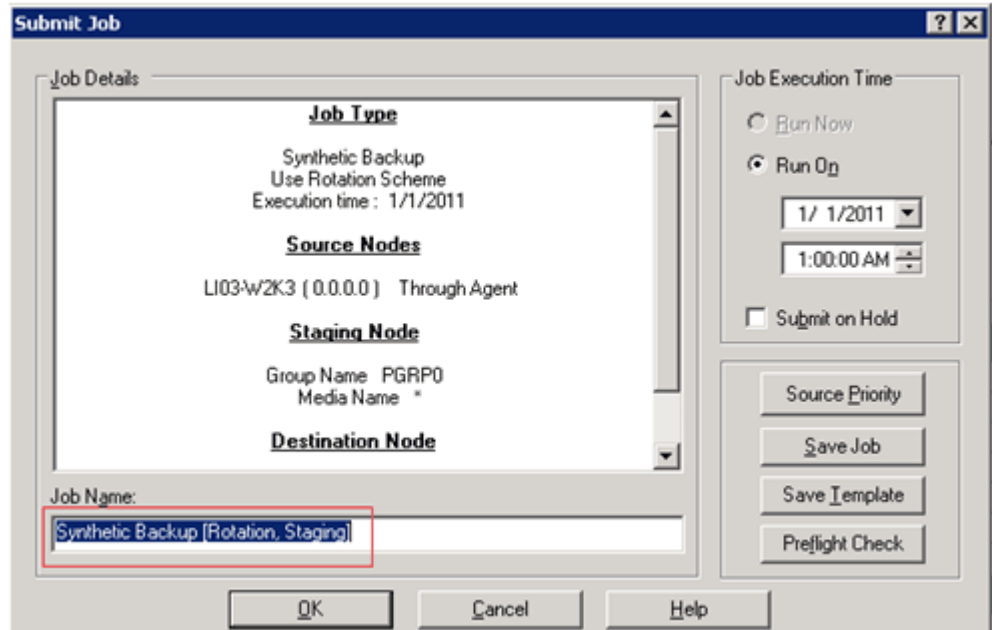 Submit Job
Job Details
Job Type
Synthetic Backup
Use Rotation Scheme
Execution time : 1/1/2011
Source Nodes
LI03-W2K3 ( 0.0.0.0 ) Through Agent
Staging Node
Group Name PGRP0
Media Name *
Destination Node
Job Name:
Synthetic Backup [Rotation, Staging]
Job Execution Time
Run Now
Run On
1/ 1/2011
1:00:00 AM
Submit on Hold
Source Priority
Save Job
Save Template
Preflight Check
OK
Cancel
Help